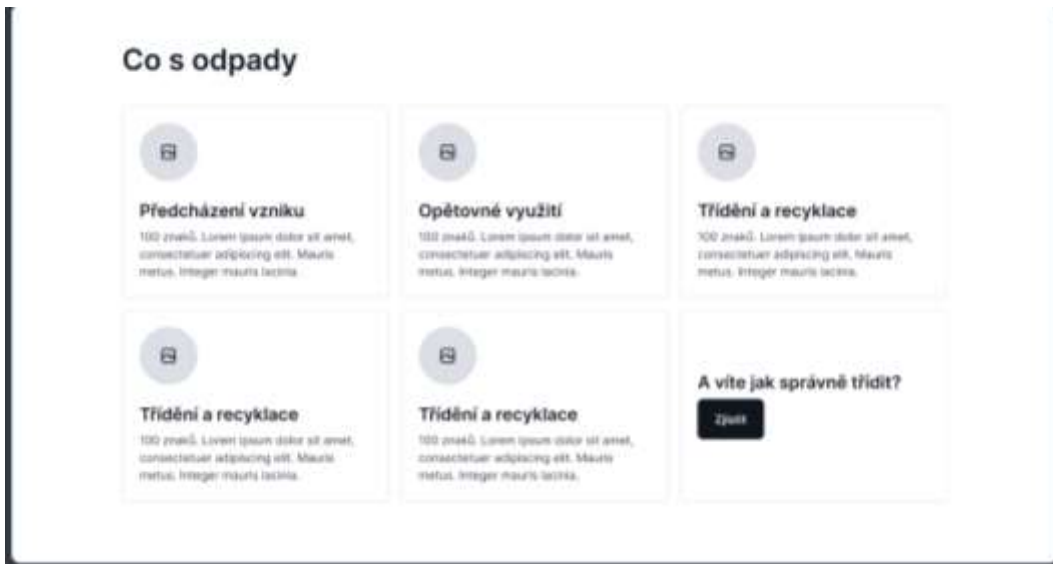 Co s odpady
Předcházení vzniku
100 znaků. Lorem ipsum dolor sit amet,
consectetuer adipiscing elit. Mauris
metus. Integer mauris lacinia.
Opětovné využití
100 znaků. Lorem ipsum dolor sit amet,
consectetuer adipiscing elit. Mauris
metus. Integer mauris lacinia.
Třídění a recyklace
100 znaků. Lorem ipsum dolor sit amet,
consectetuer adipiscing elit. Mauris
metus. Integer mauris lacinia.
Třídění a recyklace
100 znaků. Lorem ipsum dolor sit amet,
consectetuer adipiscing elit. Mauris
metus. Integer mauris lacinia.
Třídění a recyklace
100 znaků. Lorem ipsum dolor sit amet,
consectetuer adipiscing elit. Mauris
metus. Integer mauris lacinia.
A víte jak správně třídit?
Zjistit